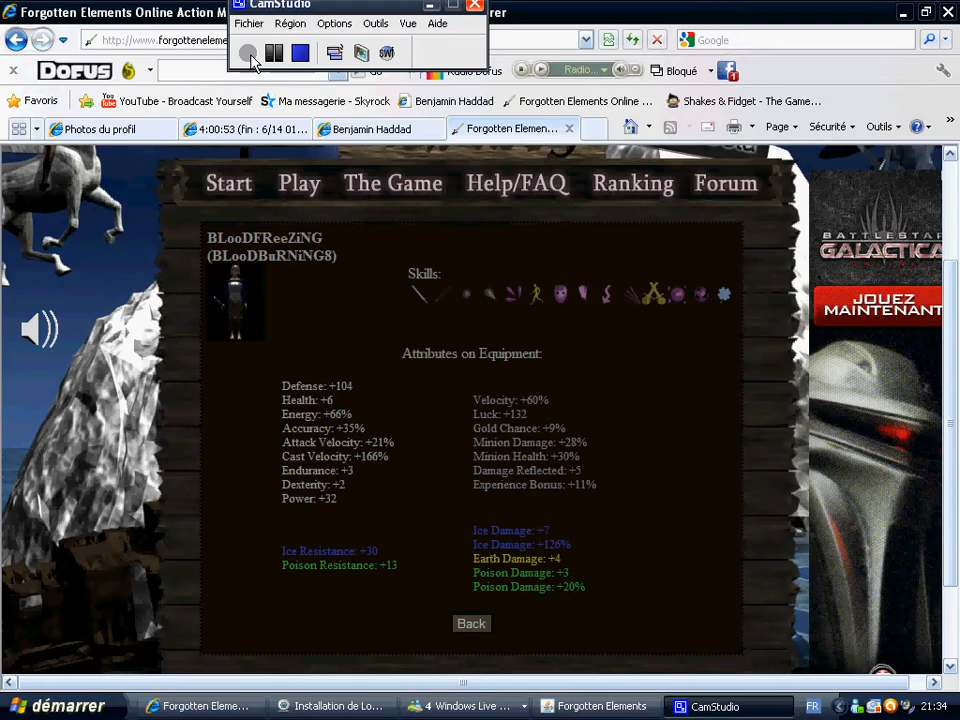 Forgotten Elements Online Action M
CamStudio
rer
Fichier Région Options Outils Vue Aide
http://www.forgotteneleme
Google
DOFUS
Go
Radio Dofus
Radio...
Bloqué
1
Favoris
YouTube - Broadcast Yourself
Ma messagerie - Skyrock
Benjamin Haddad
Forgotten Elements Online ...
Shakes & Fidget - The Game...
Photos du profil
4:00:53 (fin : 6/14 01...
Benjamin Haddad
Forgotten Elemen...
Page
Sécurité
Outils
Start Play The Game Help/FAQ Ranking Forum
BLooDFReeZiNG
(BLooDBuRNiNG8)
Skills:
Attributes on Equipment:
Defense: +104
Health: +6
Energy: +66%
Accuracy: +35%
Attack Velocity: +21%
Cast Velocity: +166%
Endurance: +3
Dexterity: +2
Power: +32
Velocity: +60%
Luck: +132
Gold Chance: +9%
Minion Damage: +28%
Minion Health: +30%
Damage Reflected: +5
Experience Bonus: +11%
Ice Resistance: +30
Poison Resistance: +13
Ice Damage: +7
Ice Damage: +126%
Earth Damage: +4
Poison Damage: +3
Poison Damage: +20%
Back
BATTLESTAR
GALACTICA
JOUEZ
MAINTENANT
démarrer
Forgotten Eleme...
Installation de Lo...
4 Windows Live ...
Forgotten Elements
CamStudio
FR
21:34